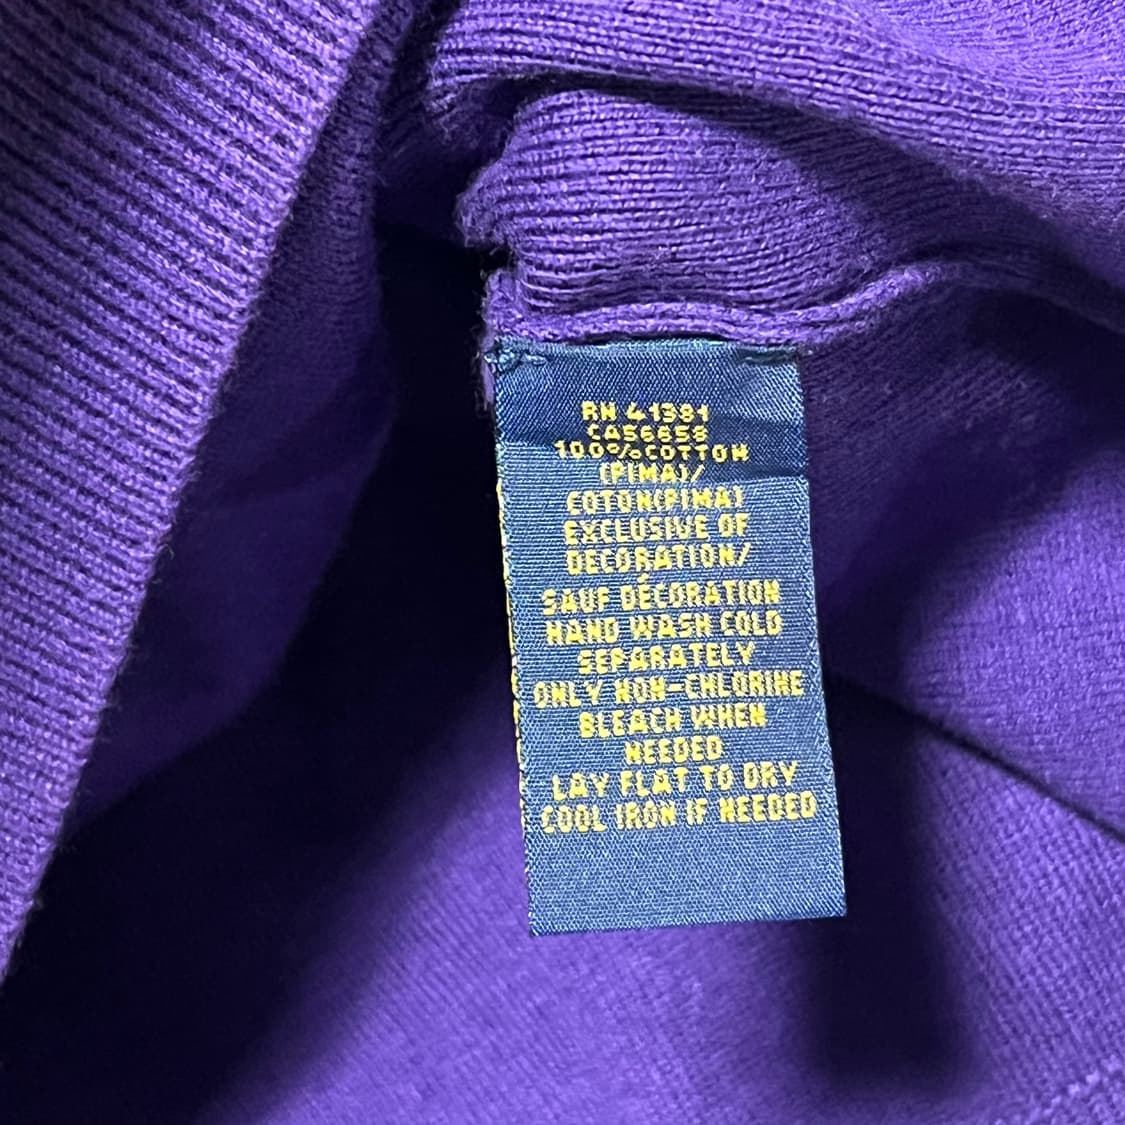 RN 41381
CA56658
100%COTTON
(PIMA)/
COTON(PIMA)
EXCLUSIVE OF
DECORATION/
SAUF DÉCORATION
HAND WASH COLD
SEPARATELY
ONLY NON-CHLORINE
BLEACH WHEN
NEEDED
LAY FLAT TO DRY
COOL IRON IF NEEDED